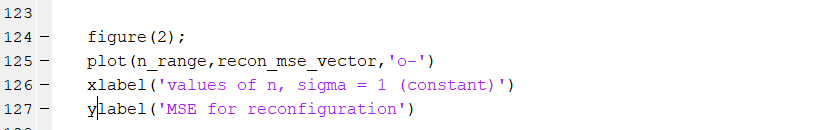 123
124 – figure(2);
125 – plot(n_range,recon_mse_vector,'o-')
126 – xlabel('values of n, sigma = 1 (constant)')
127 – ylabel('MSE for reconfiguration')